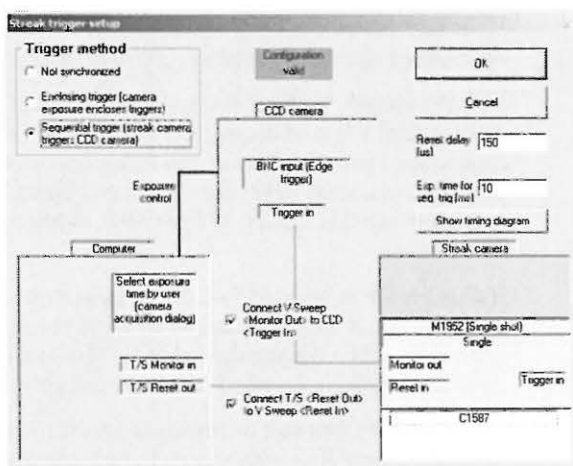 Streak trigger setup
Trigger method
Not synchronized
Enclosing trigger (camera
exposure encloses triggers)
Sequential trigger (streak camera
triggers CCD camera)
Configuration
valid
OK
Cancel
CCD camera
Reset delay
[us]
150
BNC input (Edge
trigger)
Exposure
control
Exp. time for
seq. trig [ms]
10
Trigger in
Show timing diagram
Computer
Streak camera
Select exposure
time by user
(camera
acquisition dialog)
Connect V-Sweep
<Monitor Out> to CCD
<Trigger In>
M1952 (Single shot)
Single
T/S Monitor in
Monitor out
Trigger in
T/S Reset out
Reset in
Connect T/S <Reset Out>
to V Sweep <Reset In>
C1587